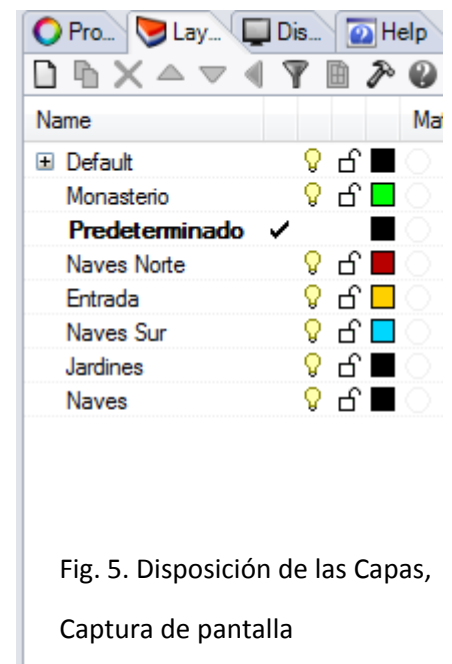 Pro... Lay... Dis... Help
Name Mat
Default
Monasterio
Predeterminado
Naves Norte
Entrada
Naves Sur
Jardines
Naves
Fig. 5. Disposición de las Capas,
Captura de pantalla